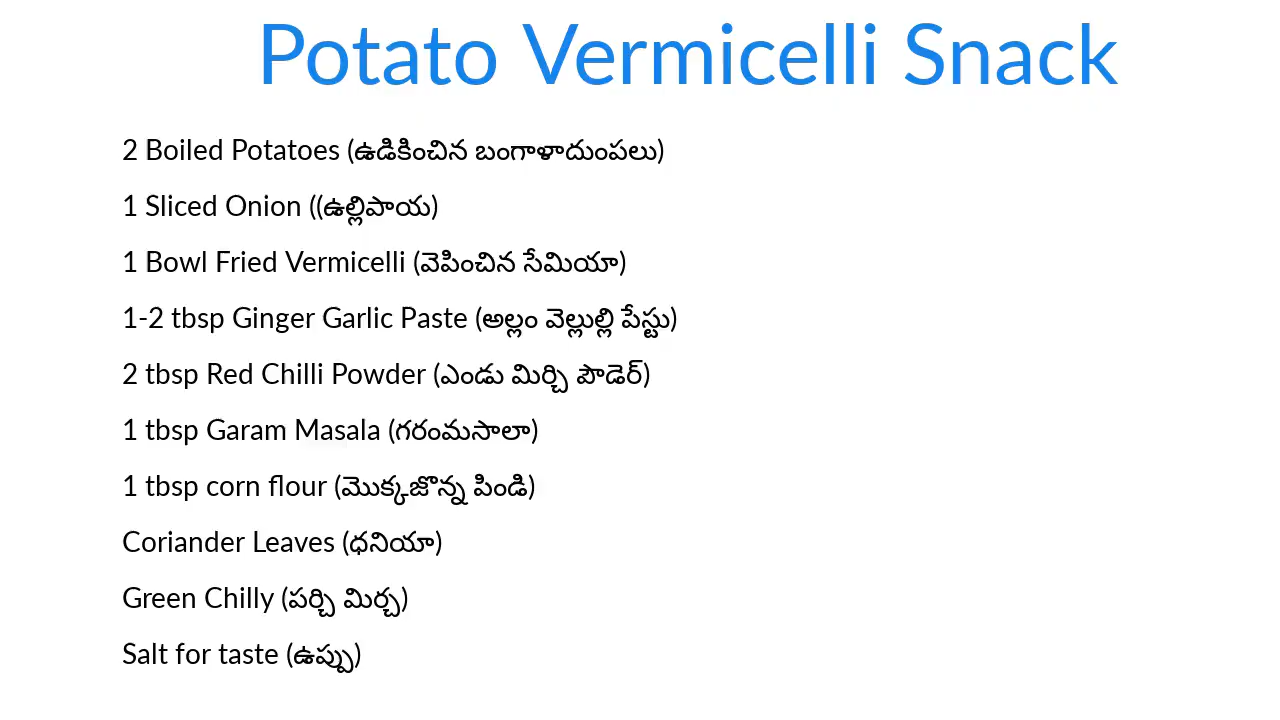 Potato Vermicelli Snack
2 Boiled Potatoes (ఉడికించిన బంగాళాదుంపలు)
1 Sliced Onion ((ఉల్లిపాయ)
1 Bowl Fried Vermicelli (వెపించిన సేమియా)
1-2 tbsp Ginger Garlic Paste (అల్లం వెల్లుల్లి పేస్టు)
2 tbsp Red Chilli Powder (ఎండు మిర్చి పౌడెర్)
1 tbsp Garam Masala (గరంమసాలా)
1 tbsp corn flour (మొక్కజొన్న పిండి)
Coriander Leaves (ధనియా)
Green Chilly (పర్చి మిర్చ)
Salt for taste (ఉప్పు)